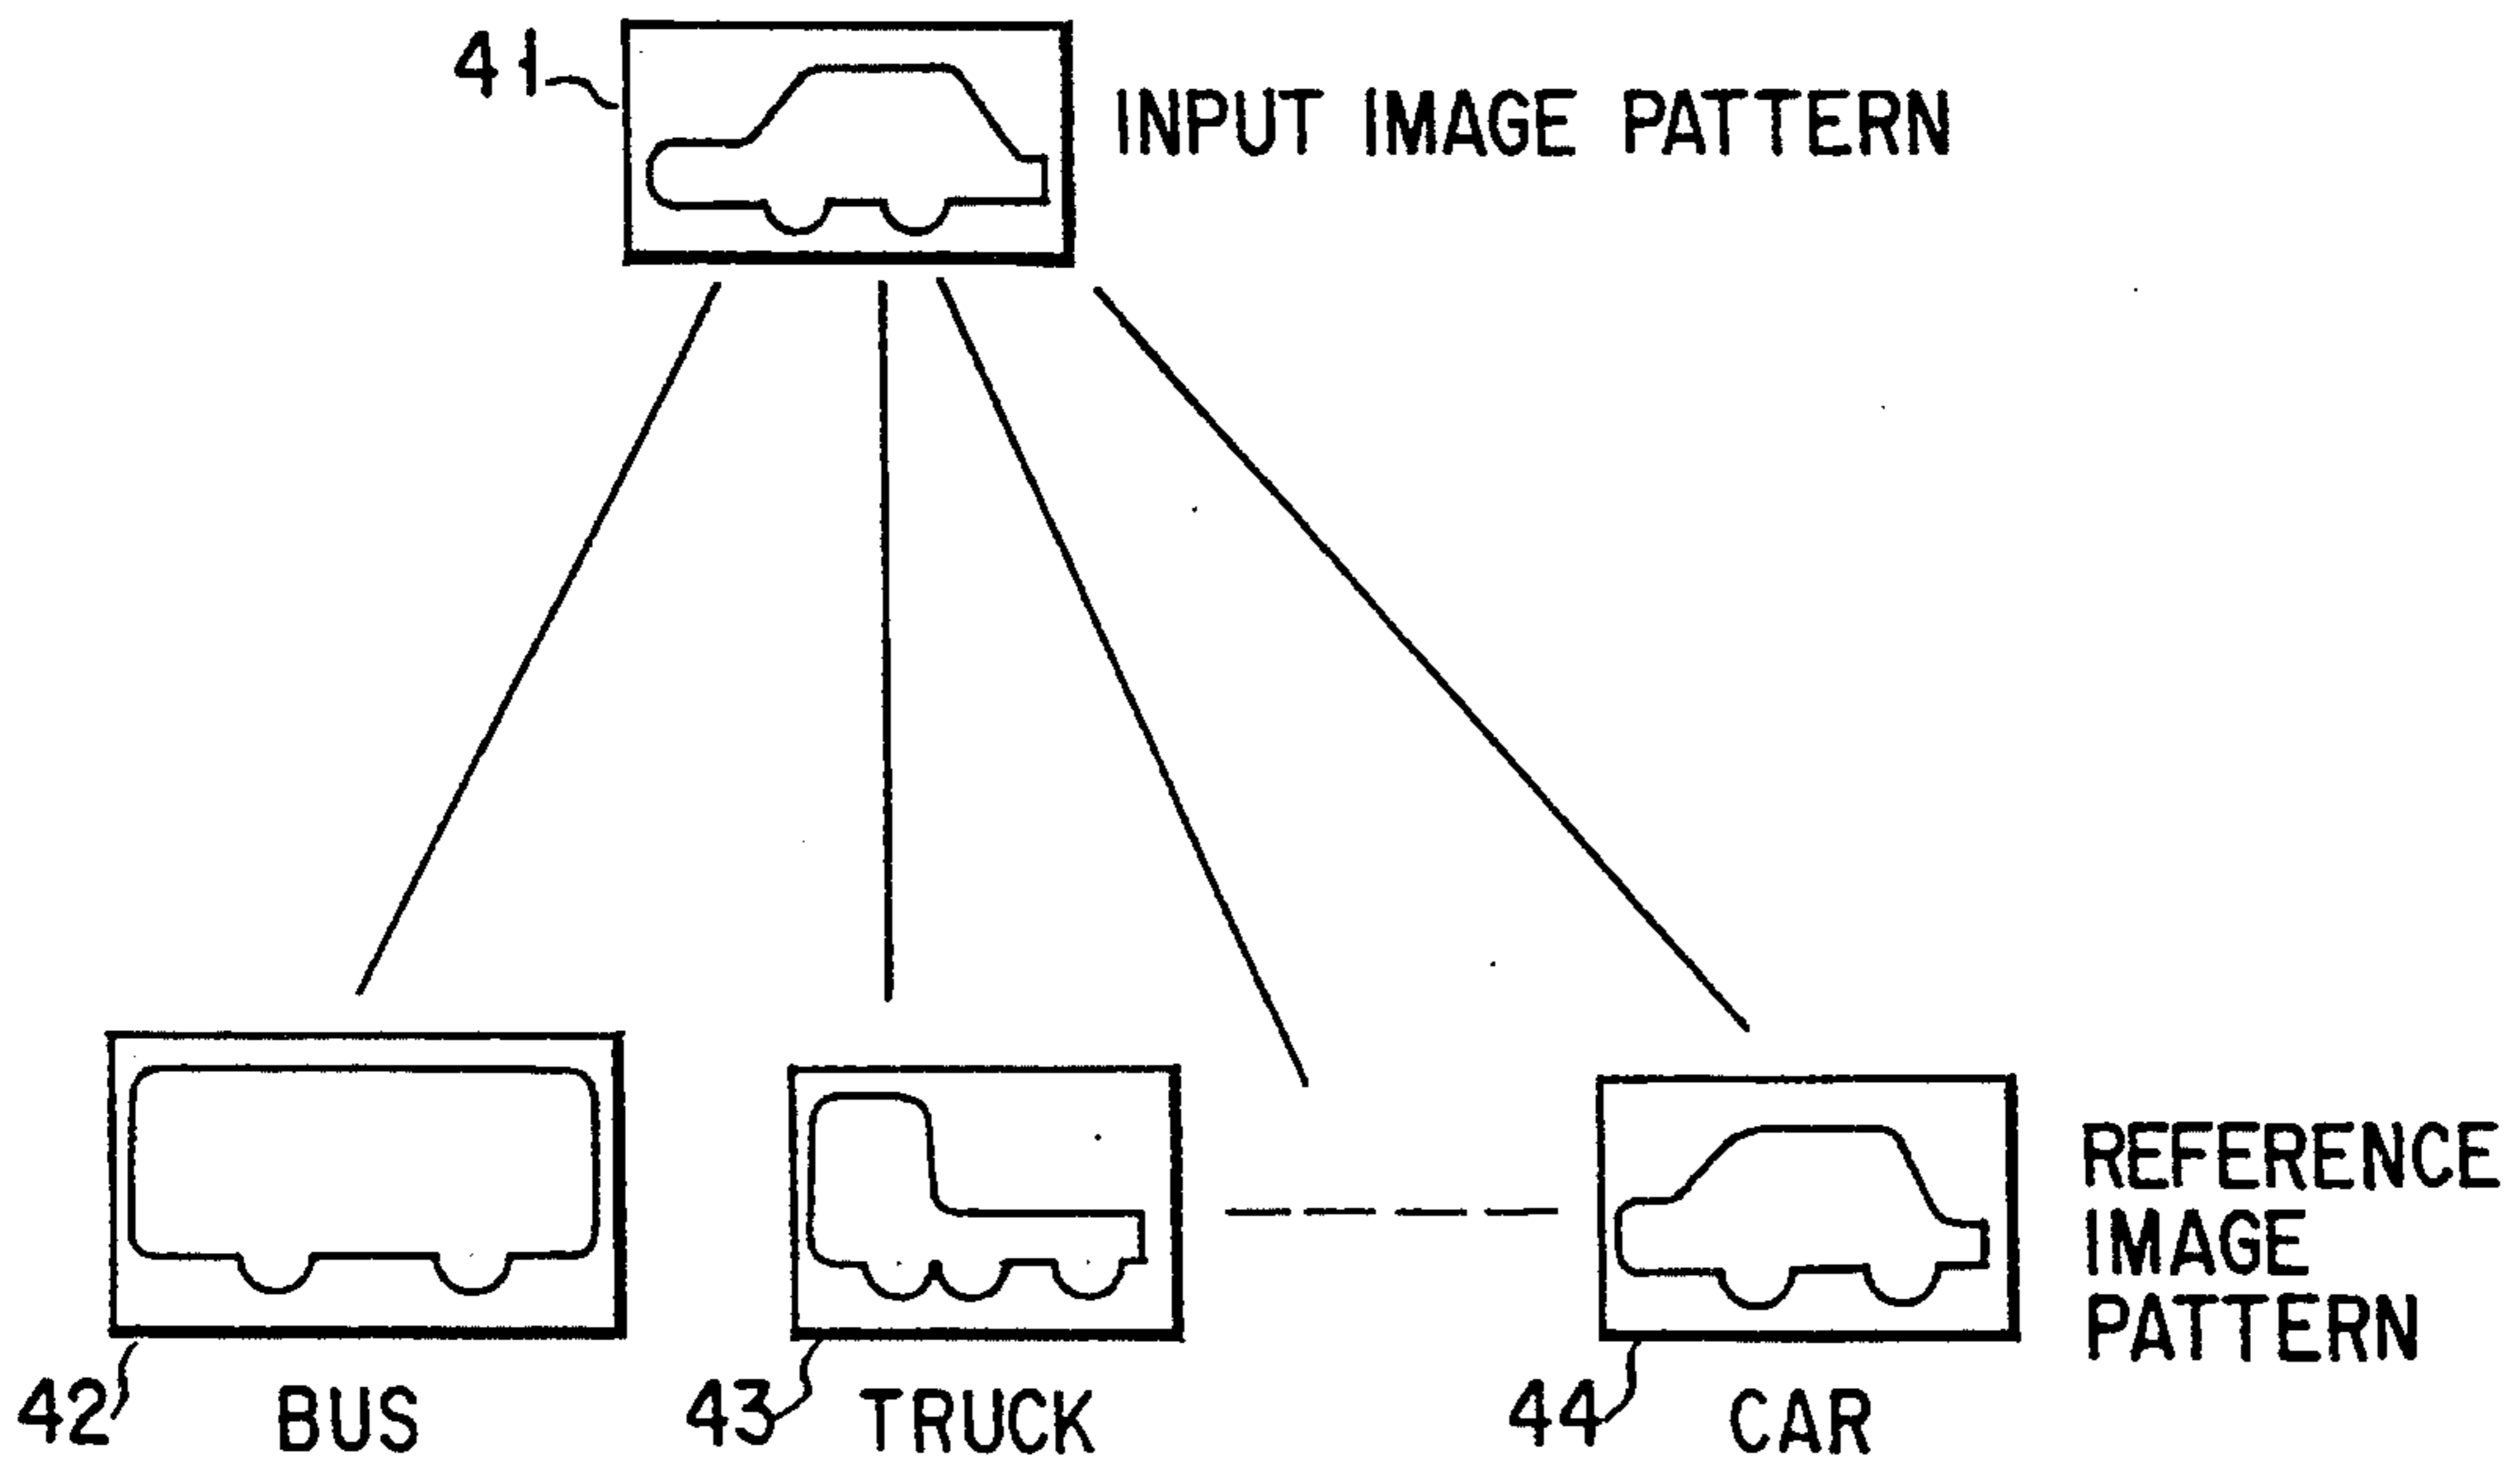 41
INPUT IMAGE PATTERN
REFERENCE
IMAGE
PATTERN
42
BUS
43
TRUCK
44
CAR